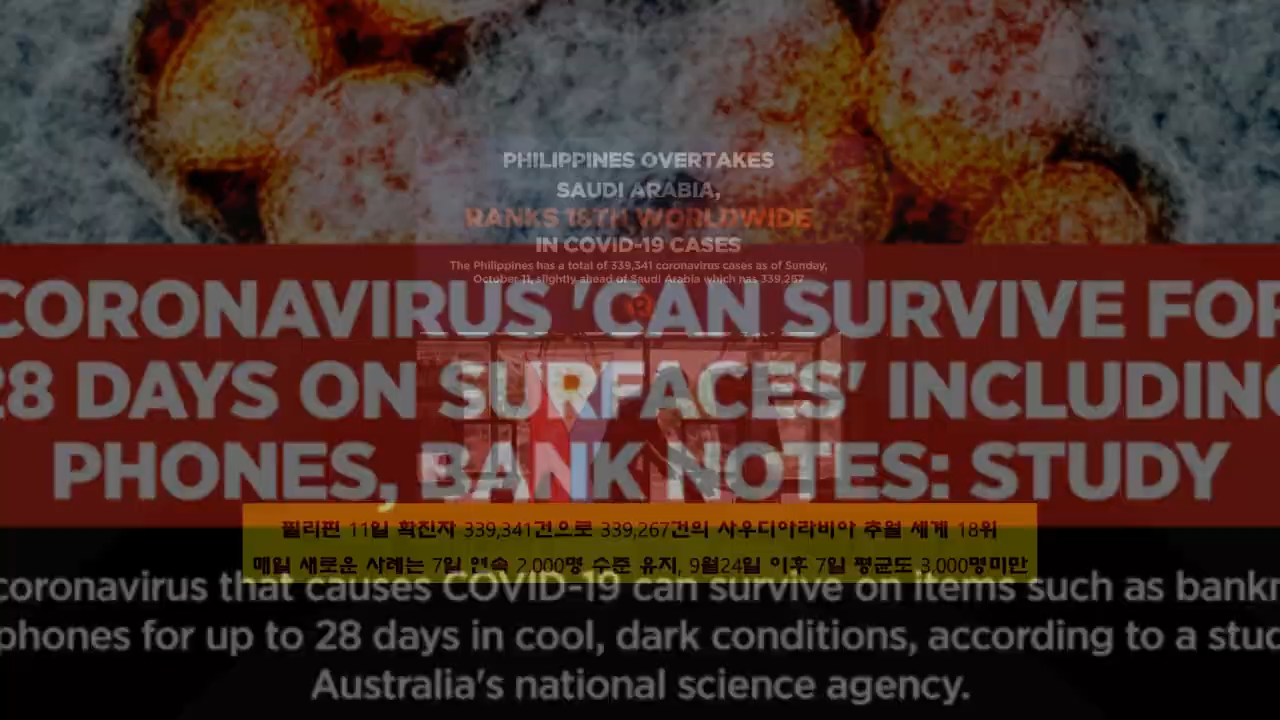 PHILIPPINES OVERTAKES
SAUDI ARABIA,
RANKS 18TH WORLDWIDE
IN COVID-19 CASES
The Philippines has a total of 339,341 coronavirus cases as of Sunday,
October 11, slightly ahead of Saudi Arabia which has 339,267
CORONAVIRUS 'CAN SURVIVE FOR
28 DAYS ON SURFACES' INCLUDING
PHONES, BANK NOTES: STUDY
필리핀 11일 확진자 339,341건으로 339,267건의 사우디아라비아 추월 세계 18위
매일 새로운 사례는 7일 연속 2,000명 수준 유지, 9월24일 이후 7일 평균도 3,000명미만
coronavirus that causes COVID-19 can survive on items such as
phones for up to 28 days in cool, dark conditions, according to a
Australia's national science agency.